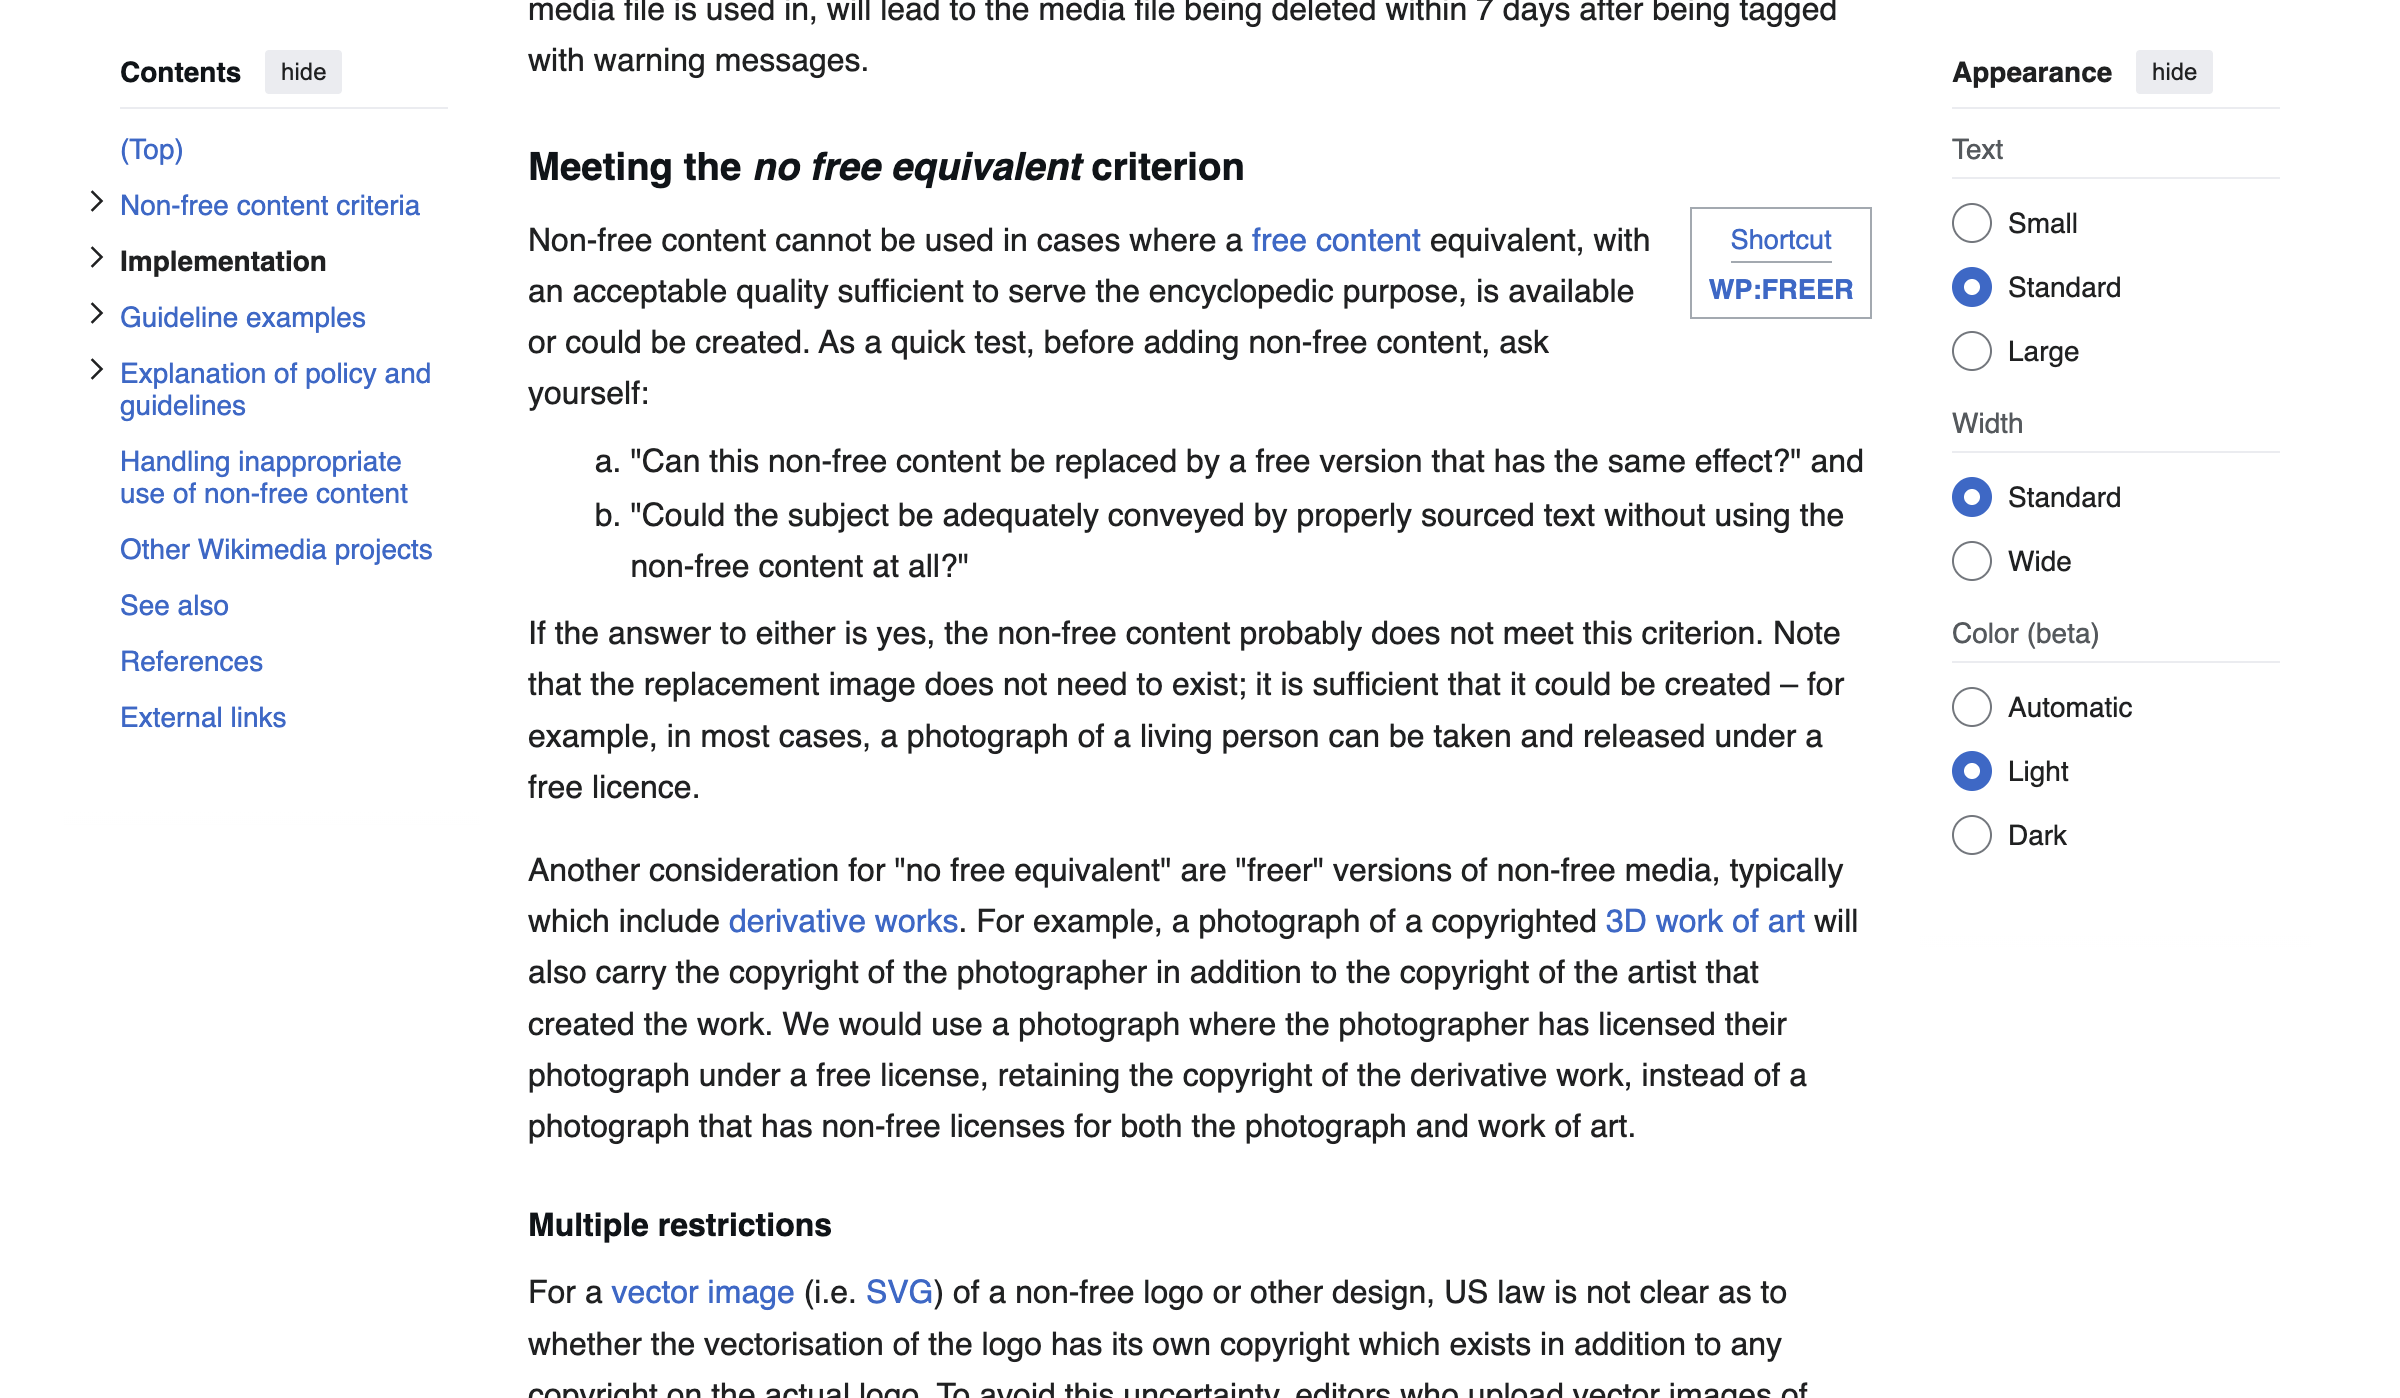 media file is used in, will lead to the media file being deleted within 7 days after being tagged
with warning messages.
Contents hide
(Top)
Non-free content criteria
Implementation
Guideline examples
Explanation of policy and
guidelines
Handling inappropriate
use of non-free content
Other Wikimedia projects
See also
References
External links
Meeting the no free equivalent criterion
Non-free content cannot be used in cases where a free content equivalent, with
an acceptable quality sufficient to serve the encyclopedic purpose, is available
or could be created. As a quick test, before adding non-free content, ask
yourself:
Shortcut
WP:FREER
a. "Can this non-free content be replaced by a free version that has the same effect?" and
b. "Could the subject be adequately conveyed by properly sourced text without using the
non-free content at all?"
If the answer to either is yes, the non-free content probably does not meet this criterion. Note
that the replacement image does not need to exist; it is sufficient that it could be created – for
example, in most cases, a photograph of a living person can be taken and released under a
free licence.
Another consideration for "no free equivalent" are "freer" versions of non-free media, typically
which include derivative works. For example, a photograph of a copyrighted 3D work of art will
also carry the copyright of the photographer in addition to the copyright of the artist that
created the work. We would use a photograph where the photographer has licensed their
photograph under a free license, retaining the copyright of the derivative work, instead of a
photograph that has non-free licenses for both the photograph and work of art.
Multiple restrictions
For a vector image (i.e. SVG) of a non-free logo or other design, US law is not clear as to
whether the vectorisation of the logo has its own copyright which exists in addition to any
copyright on the actual logo. To avoid this uncertainty, editors who upload vector images of
Appearance hide
Text
Small
Standard
Large
Width
Standard
Wide
Color (beta)
Automatic
Light
Dark